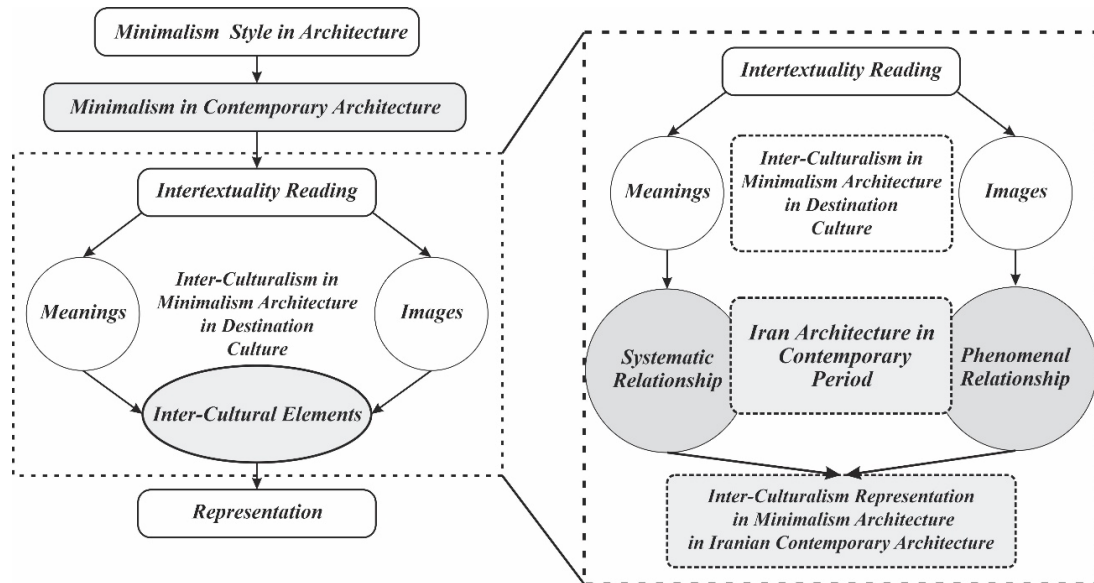 Minimalism Style in Architecture
Minimalism in Contemporary Architecture
Intertextuality Reading
Meanings
Inter-Culturalism in
Minimalism Architecture
in Destination
Culture
Images
Inter-Cultural Elements
Representation
Intertextuality Reading
Meanings
Inter-Culturalism in
Minimalism Architecture
in Destination
Culture
Images
Systematic
Relationship
Iran Architecture in
Contemporary
Period
Phenomenal
Relationship
Inter-Culturalism Representation
in Minimalism Architecture
in Iranian Contemporary Architecture